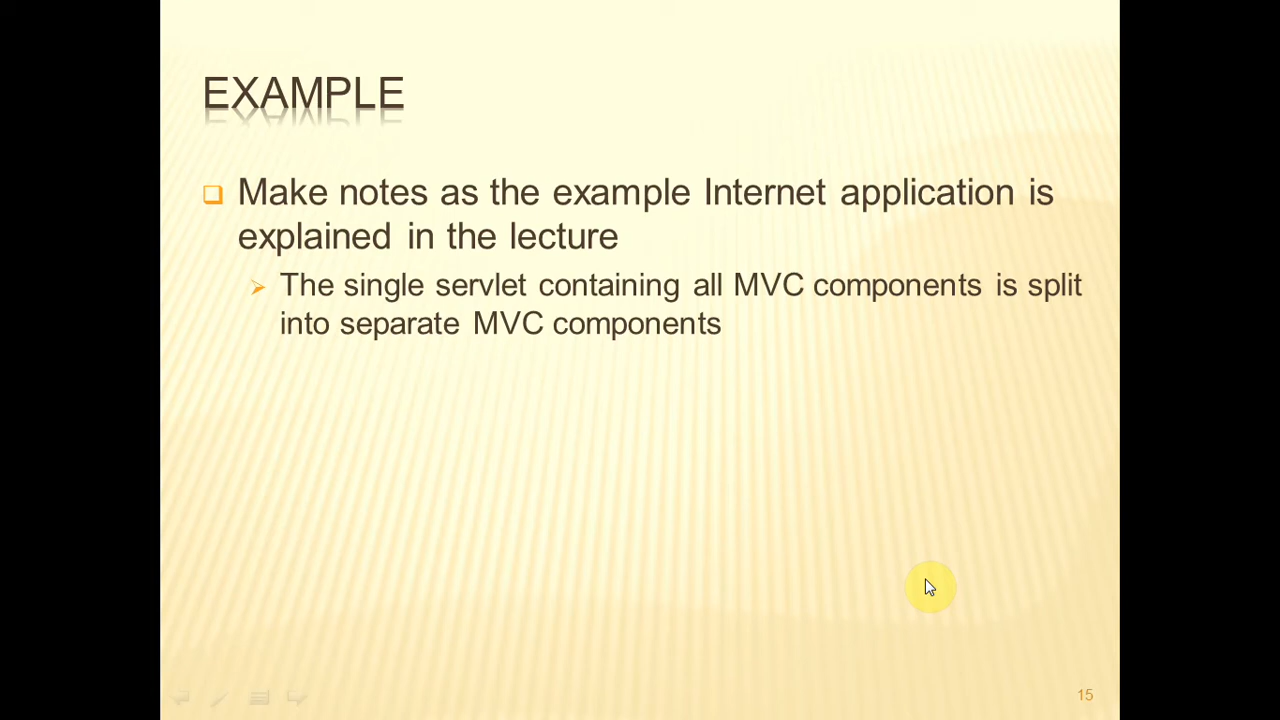 EXAMPLE
Make notes as the example Internet application is
explained in the lecture
The single servlet containing all MVC components is split
into separate MVC components
15